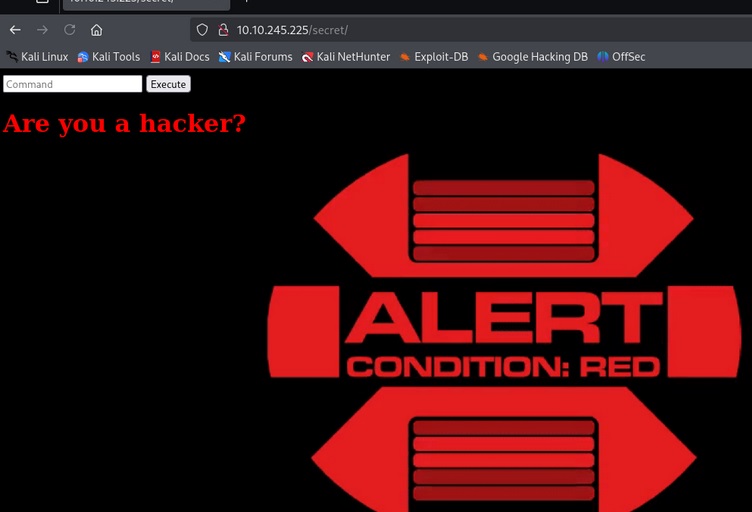 10.10.245.225/secret/
Kali Linux Kali Tools Kali Docs Kali Forums Kali NetHunter Exploit-DB Google Hacking DB OffSec
Command Execute
Are you a hacker?
ALERT
CONDITION: RED